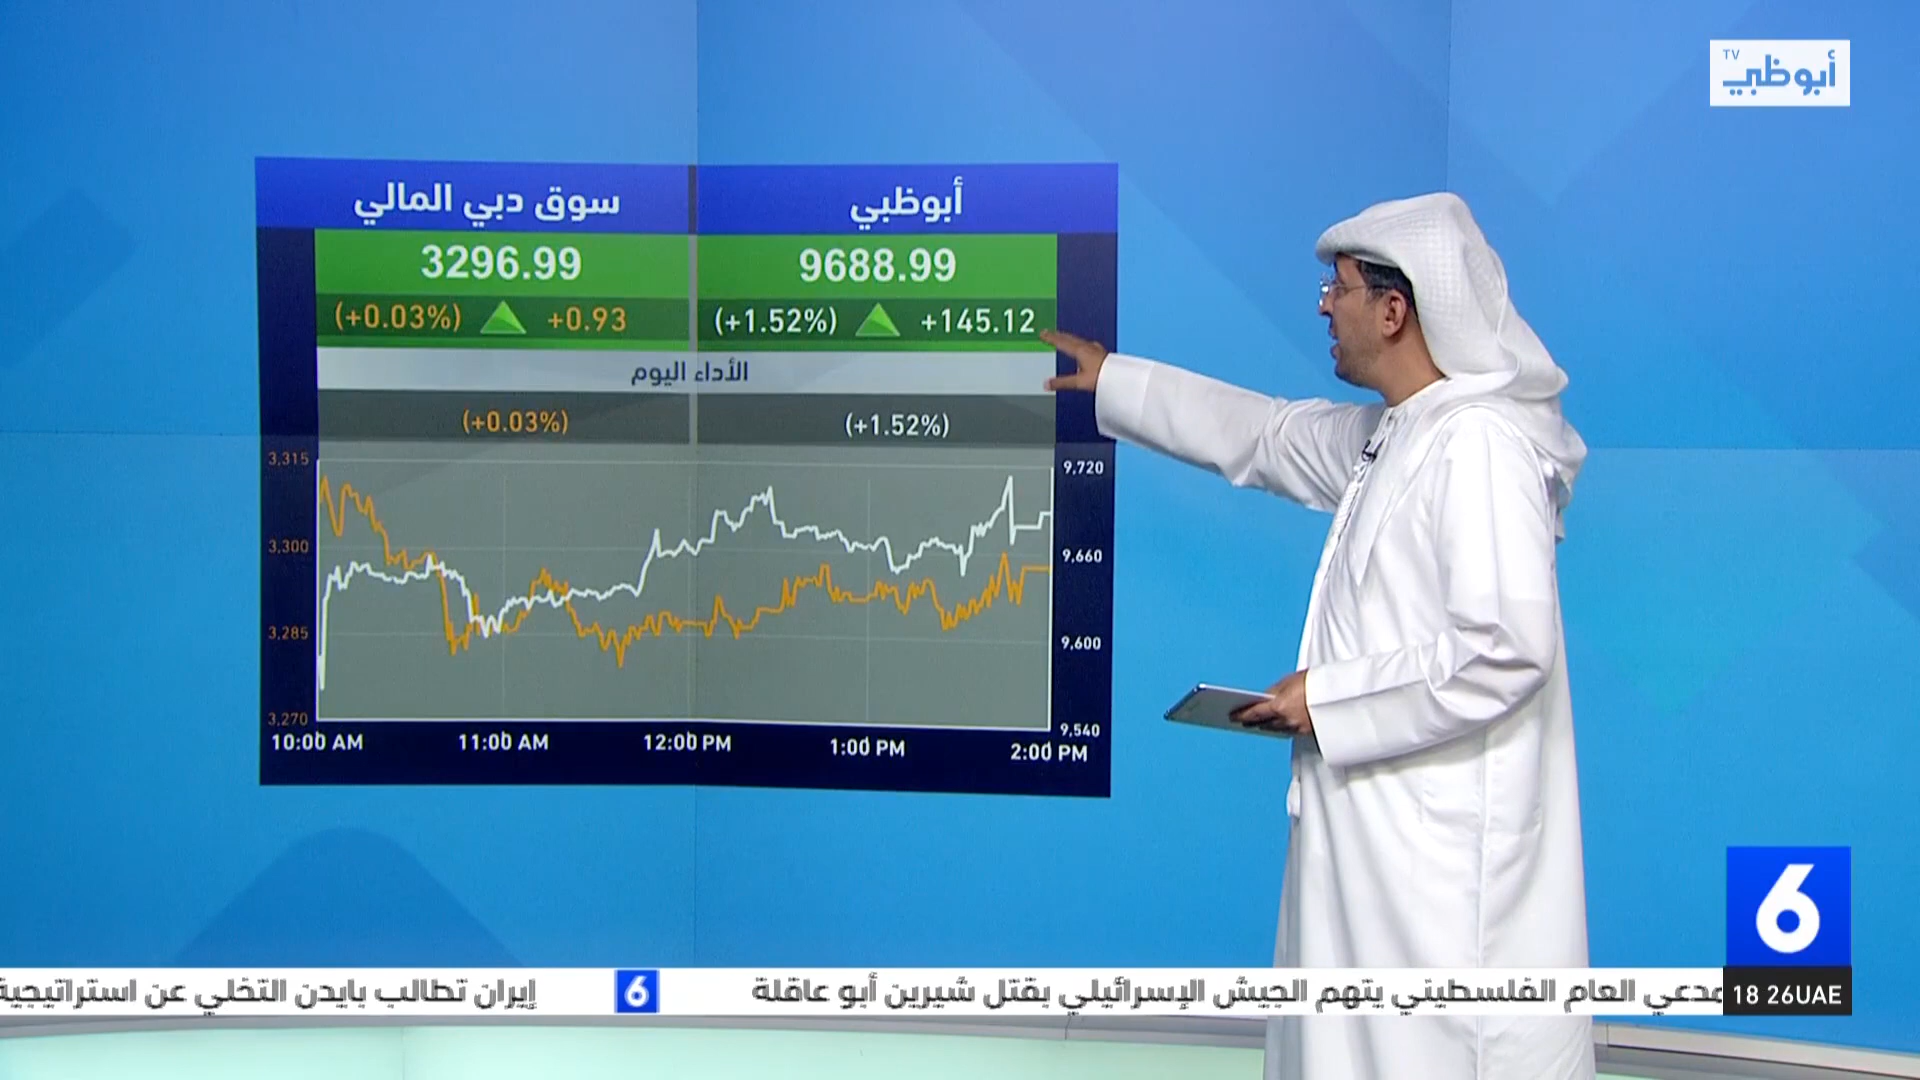 TV
أبوظبي
أبوظبي
سوق دبي المالي
9688.99
3296.99
+145.12 (+1.52%)
+0.93 (+0.03%)
الأداء اليوم
(+1.52%)
(+0.03%)
3,315
3,300
3,285
3,270
9,720
9,660
9,600
9,540
10:00 AM 11:00 AM 12:00 PM 1:00 PM 2:00 PM
6
18 26UAE
مدعي العام الفلسطيني يتهم الجيش الإسرائيلي بقتل شيرين أبو عاقلة 6 إيران تطالب بايدن التخلي عن استراتيجية